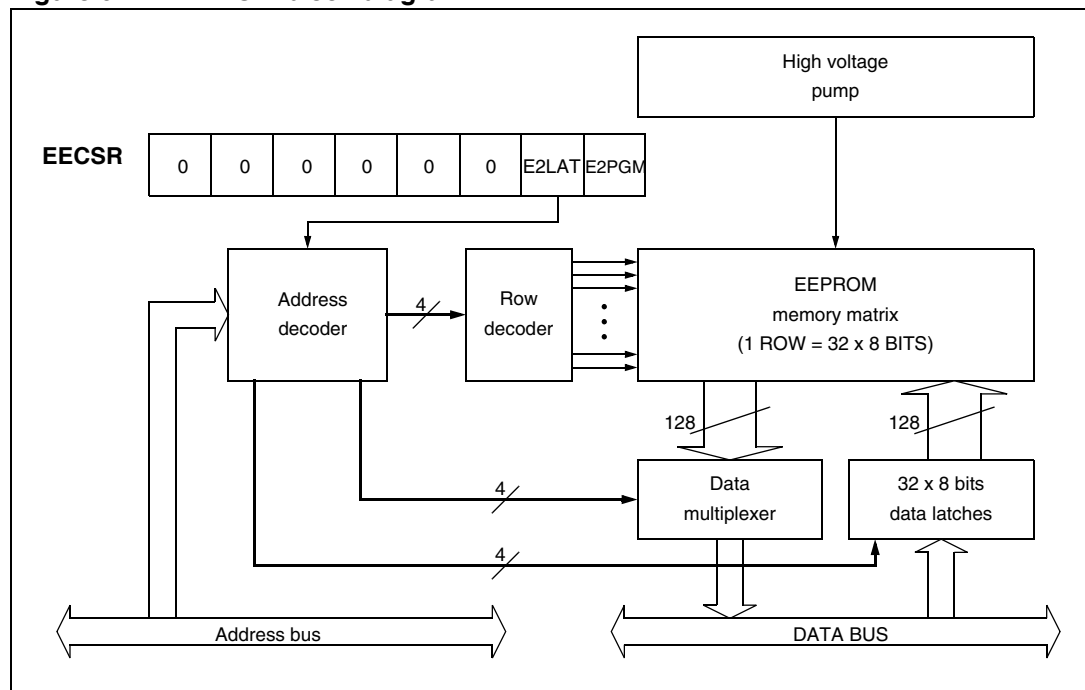 High voltage
pump
EECSR
0 0 0 0 0 0 E2LAT E2PGM
Address
decoder
4
Row
decoder
EEPROM
memory matrix
(1 ROW = 32 x 8 BITS)
128
128
4
Data
multiplexer
32 x 8 bits
data latches
4
Address bus
DATA BUS